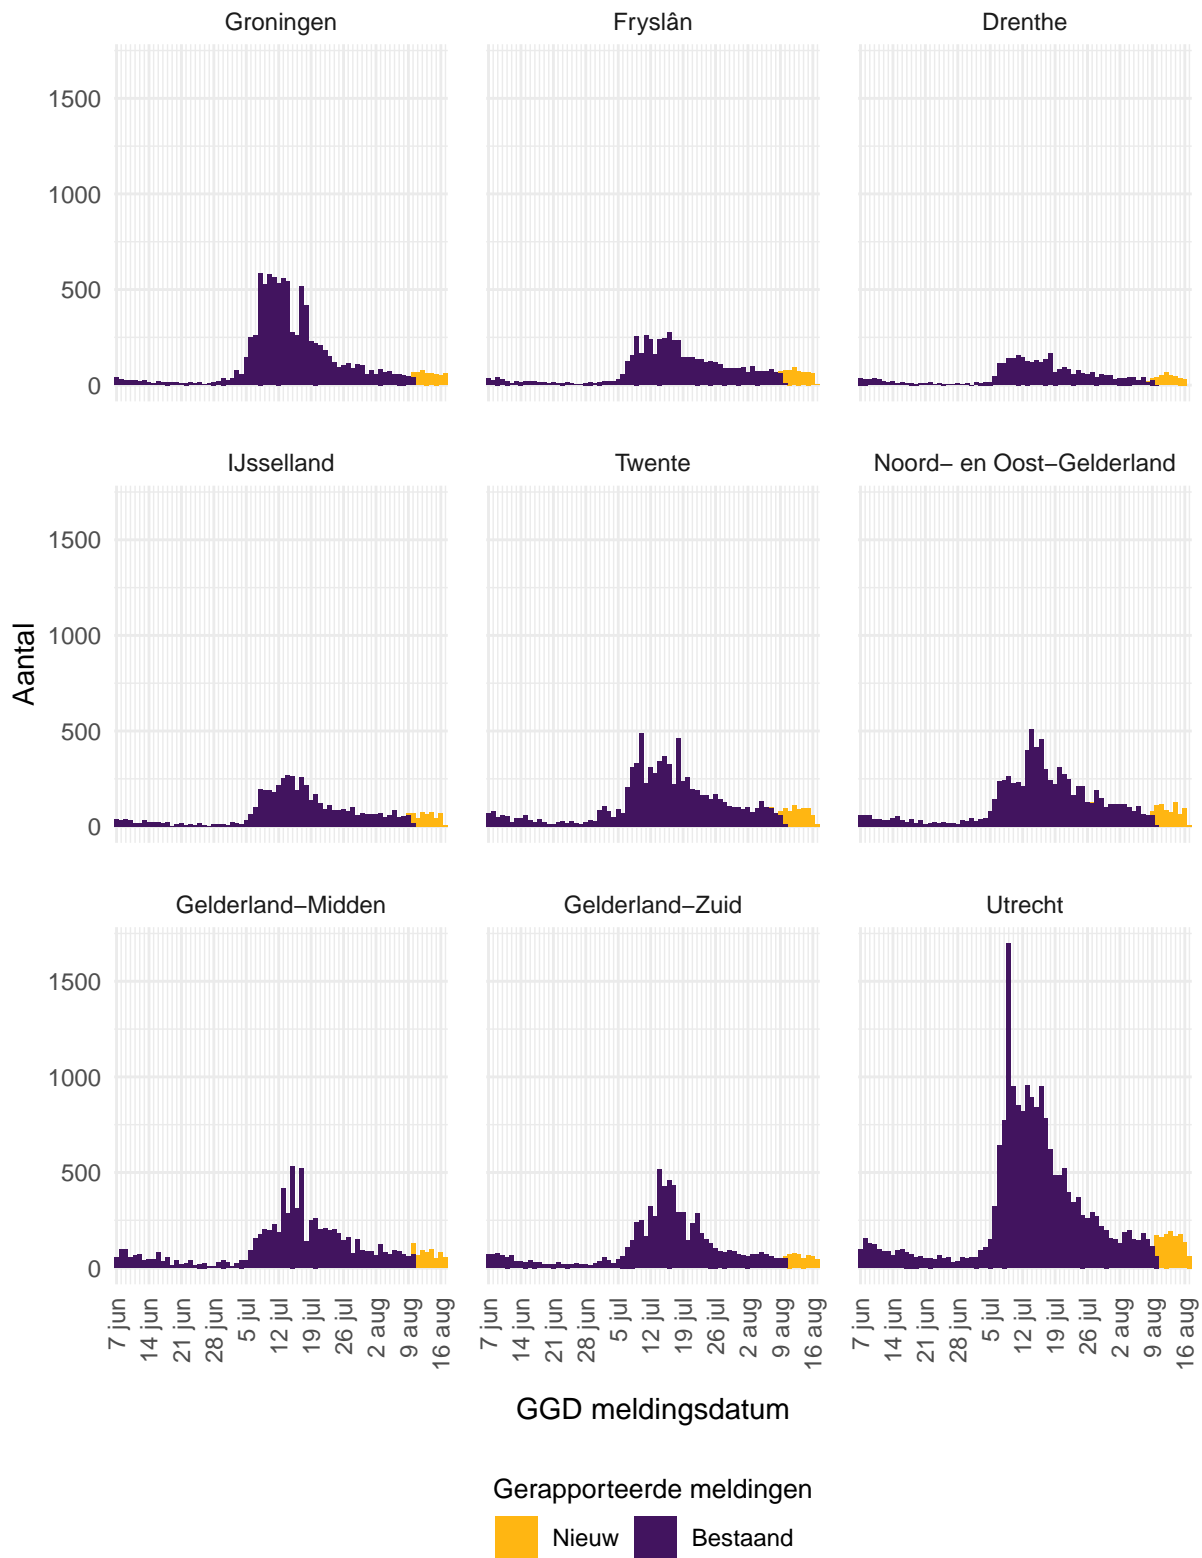 Groningen Fryslân Drenthe
1500
1000
500
0
IJsselland Twente Noord− en Oost−Gelderland
1500
1000
500
0
Aantal
Gelderland−Midden Gelderland−Zuid Utrecht
1500
1000
500
0
7 jun 14 jun 21 jun 28 jun 5 jul 12 jul 19 jul 26 jul 2 aug 9 aug 16 aug 7 jun 14 jun 21 jun 28 jun 5 jul 12 jul 19 jul 26 jul 2 aug 9 aug 16 aug 7 jun 14 jun 21 jun 28 jun 5 jul 12 jul 19 jul 26 jul 2 aug 9 aug 16 aug
GGD meldingsdatum
Gerapporteerde meldingen
Nieuw Bestaand